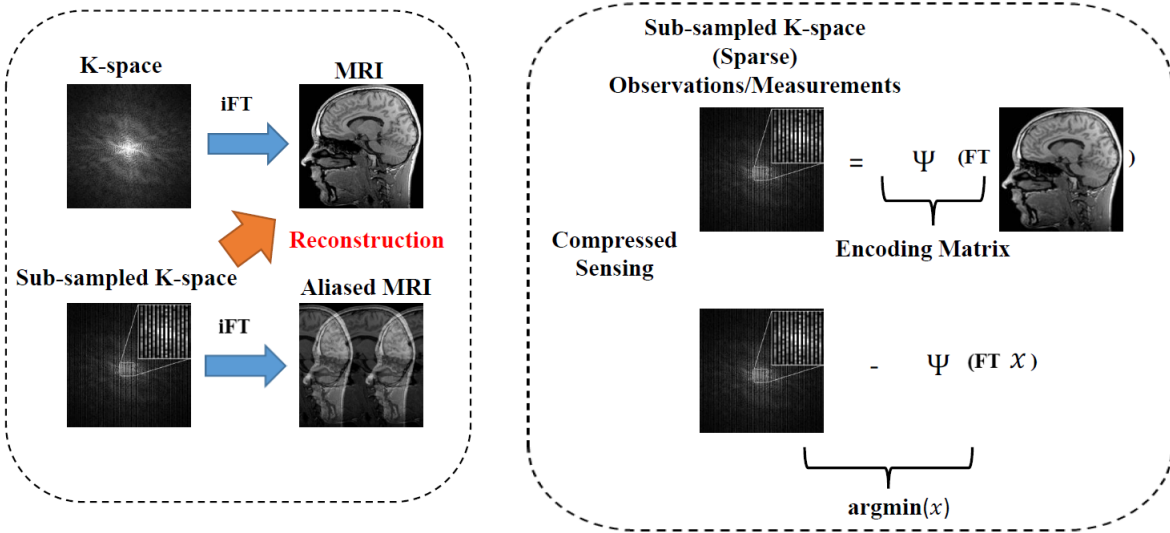 K-space
iFT
MRI
Reconstruction
Sub-sampled K-space
iFT
Aliased MRI
Sub-sampled K-space
(Sparse)
Observations/Measurements
= Ψ (FT )
Encoding Matrix
Compressed
Sensing
- Ψ (FT x)
argmin(x)